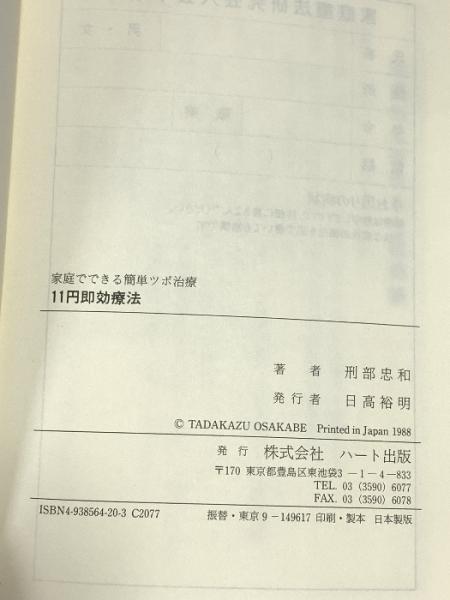 家庭でできる簡単ツボ治療
11円即効療法
著 者 刑部忠和
発行者 日高裕明
© TADAKAZU OSAKABE Printed in Japan 1988
発 行 株式会社 ハート出版
〒170 東京都豊島区東池袋3－1－4－833
TEL. 03 (3590) 6077
FAX. 03 (3590) 6078
ISBN4-938564-20-3 C2077 振替・東京9－149617 印刷・製本 日本製版